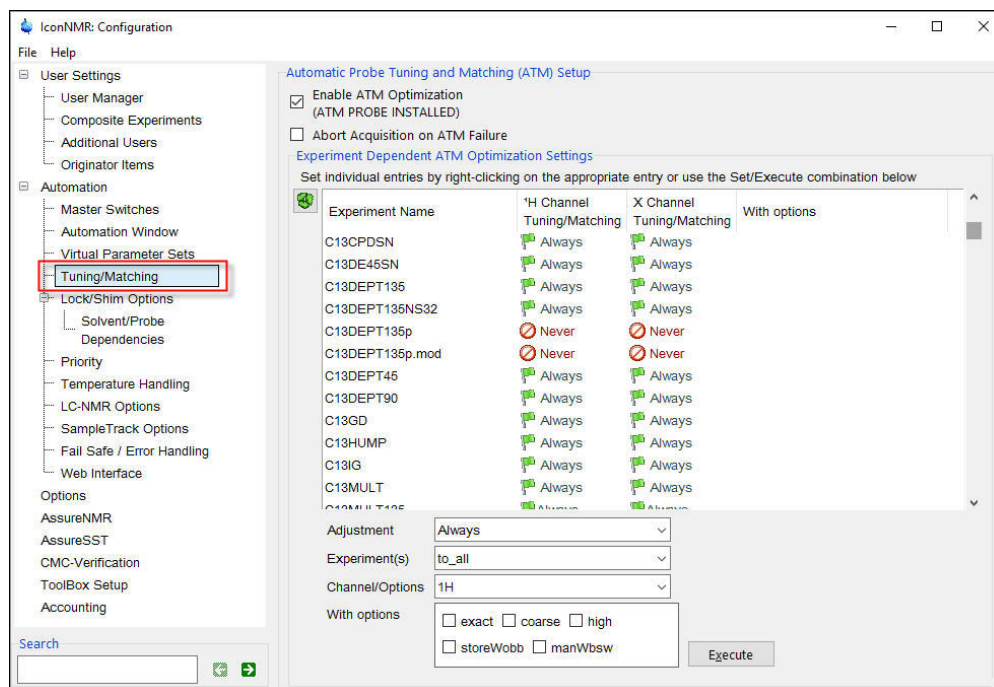 IconNMR: Configuration
File Help
User Settings
User Manager
Composite Experiments
Additional Users
Originator Items
Automation
Master Switches
Automation Window
Virtual Parameter Sets
Tuning/Matching
Lock/Shim Options
Solvent/Probe
Dependencies
Priority
Temperature Handling
LC-NMR Options
SampleTrack Options
Fail Safe / Error Handling
Web Interface
Options
AssureNMR
AssureSST
CMC-Verification
ToolBox Setup
Accounting
Search
Automatic Probe Tuning and Matching (ATM) Setup
Enable ATM Optimization
(ATM PROBE INSTALLED)
Abort Acquisition on ATM Failure
Experiment Dependent ATM Optimization Settings
Set individual entries by right-clicking on the appropriate entry or use the Set/Execute combination below
Experiment Name ¹H Channel Tuning/Matching X Channel Tuning/Matching With options
C13CPDSN Always Always
C13DE45SN Always Always
C13DEPT135 Always Always
C13DEPT135NS32 Always Always
C13DEPT135p Never Never
C13DEPT135p.mod Never Never
C13DEPT45 Always Always
C13DEPT90 Always Always
C13GD Always Always
C13HUMP Always Always
C13IG Always Always
C13MULT Always Always
C13MULT135 Always Always
Adjustment Always
Experiment(s) to_all
Channel/Options 1H
With options exact coarse high
storeWobb manWbsw
Execute